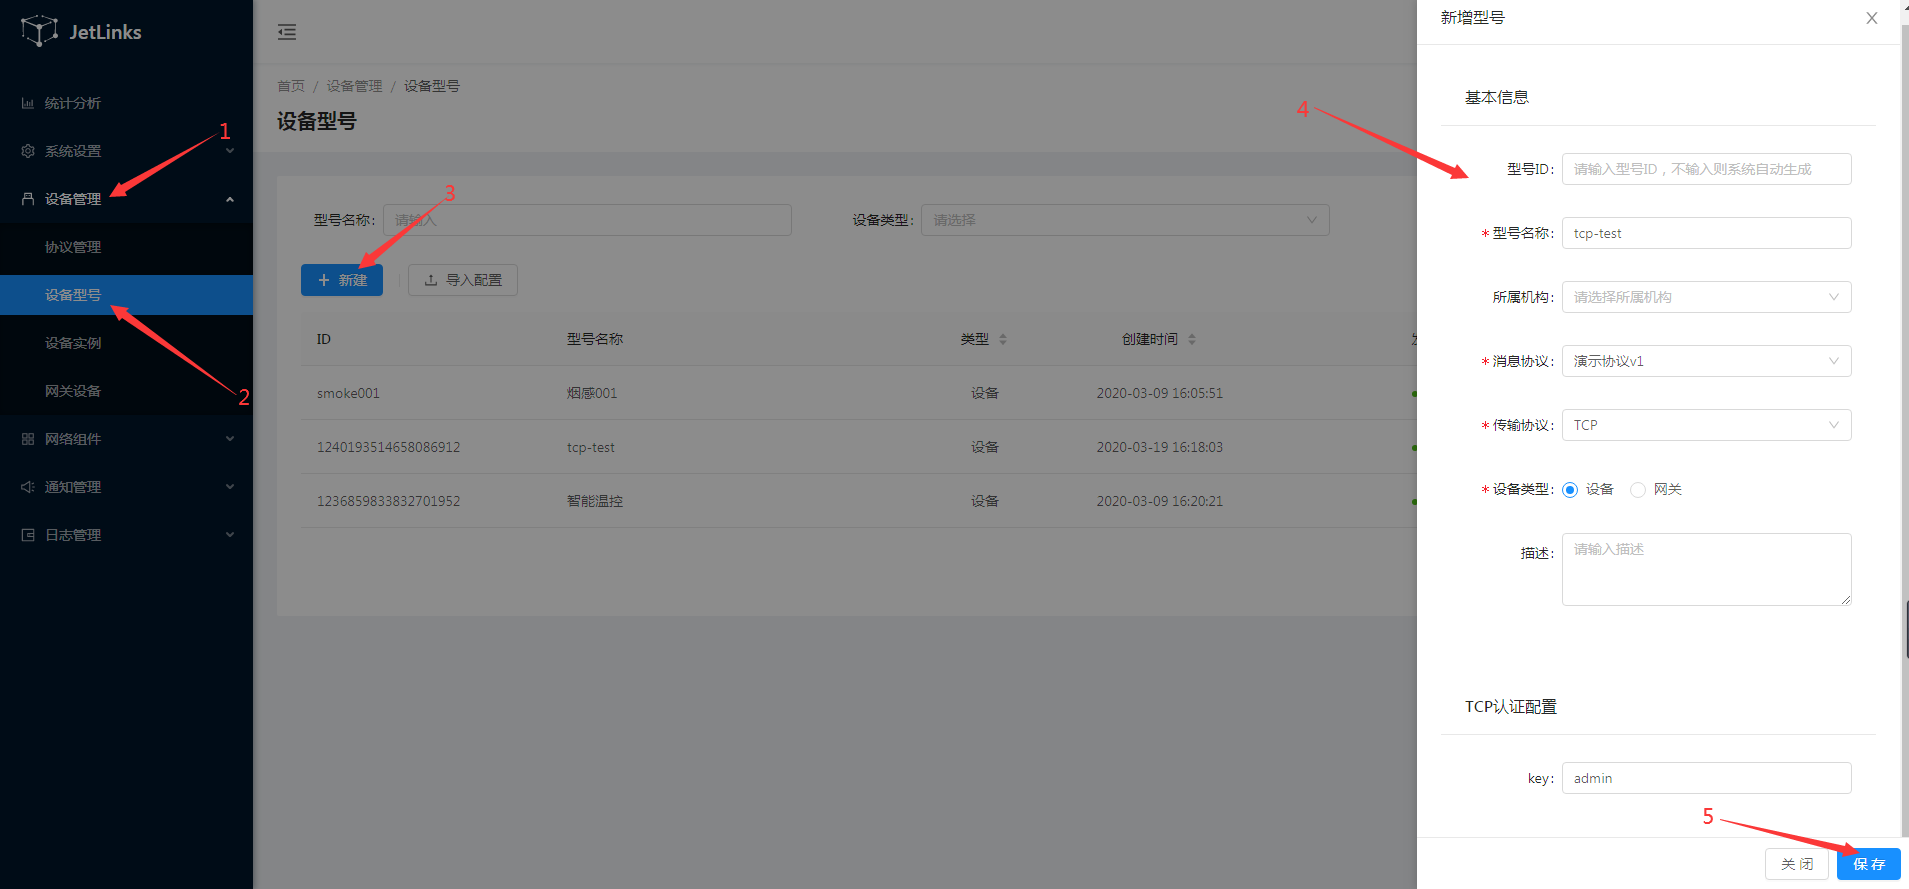 JetLinks
统计分析
系统设置
设备管理
协议管理
设备型号
设备实例
网关设备
网络组件
通知管理
日志管理
1
2
首页 / 设备管理 / 设备型号
设备型号
3
型号名称: 请输入 设备类型: 请选择
新建 导入配置
ID 型号名称 类型 创建时间
smoke001 烟感001 设备 2020-03-09 16:05:51
1240193514658086912 tcp-test 设备 2020-03-19 16:18:03
1236859833832701952 智能温控 设备 2020-03-09 16:20:21
新增型号
基本信息
4
型号ID: 请输入型号ID，不输入则系统自动生成
* 型号名称: tcp-test
所属机构: 请选择所属机构
* 消息协议: 演示协议v1
* 传输协议: TCP
* 设备类型: 设备 网关
描述: 请输入描述
TCP认证配置
key: admin
5
关 闭 保 存